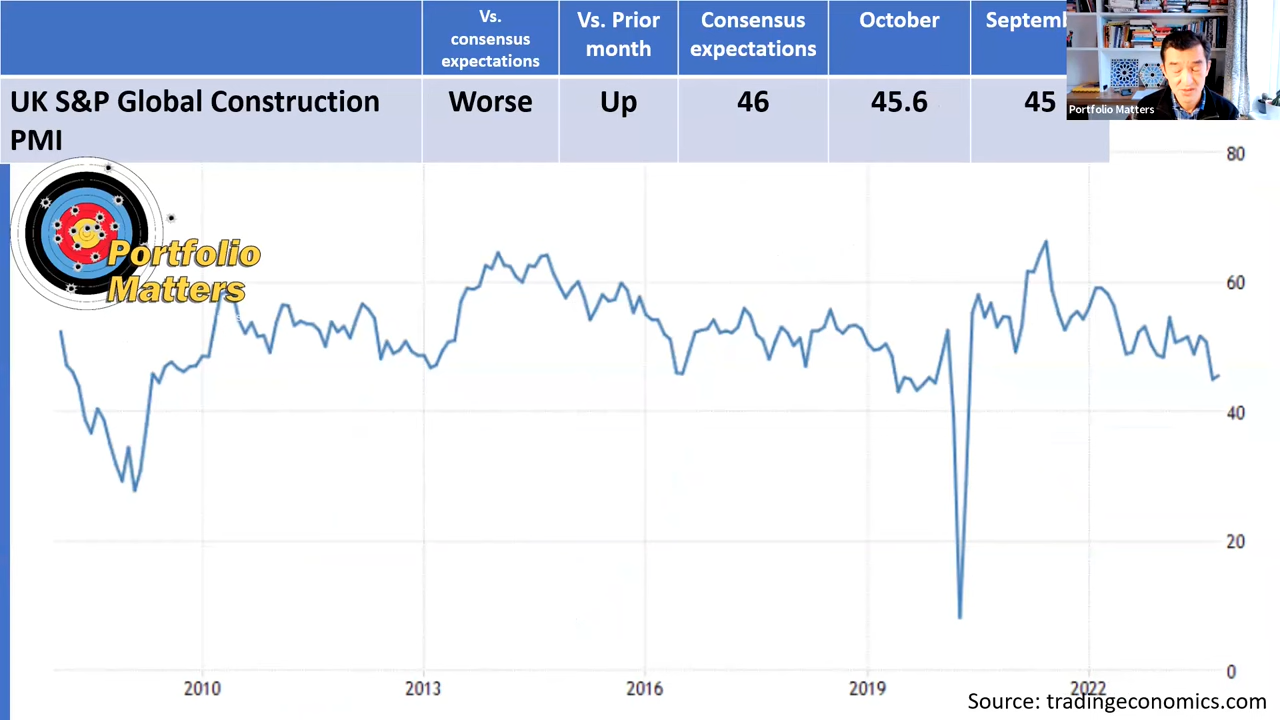 Vs.
consensus
expectations
Vs. Prior
month
Consensus
expectations
October
Septemb
UK S&P Global Construction
PMI
Worse
Up
46
45.6
45
Portfolio Matters
80
Portfolio
Matters
60
40
20
0
2010
2013
2016
2019
2022
Source: tradingeconomics.com